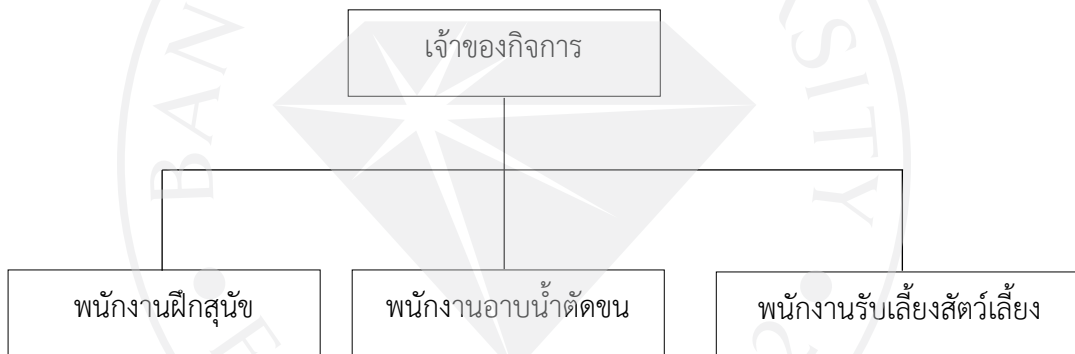 เจ้าของกิจการ
พนักงานฝึกสุนัข
พนักงานอาบน้ำตัดขน
พนักงานรับเลี้ยงสัตว์เลี้ยง